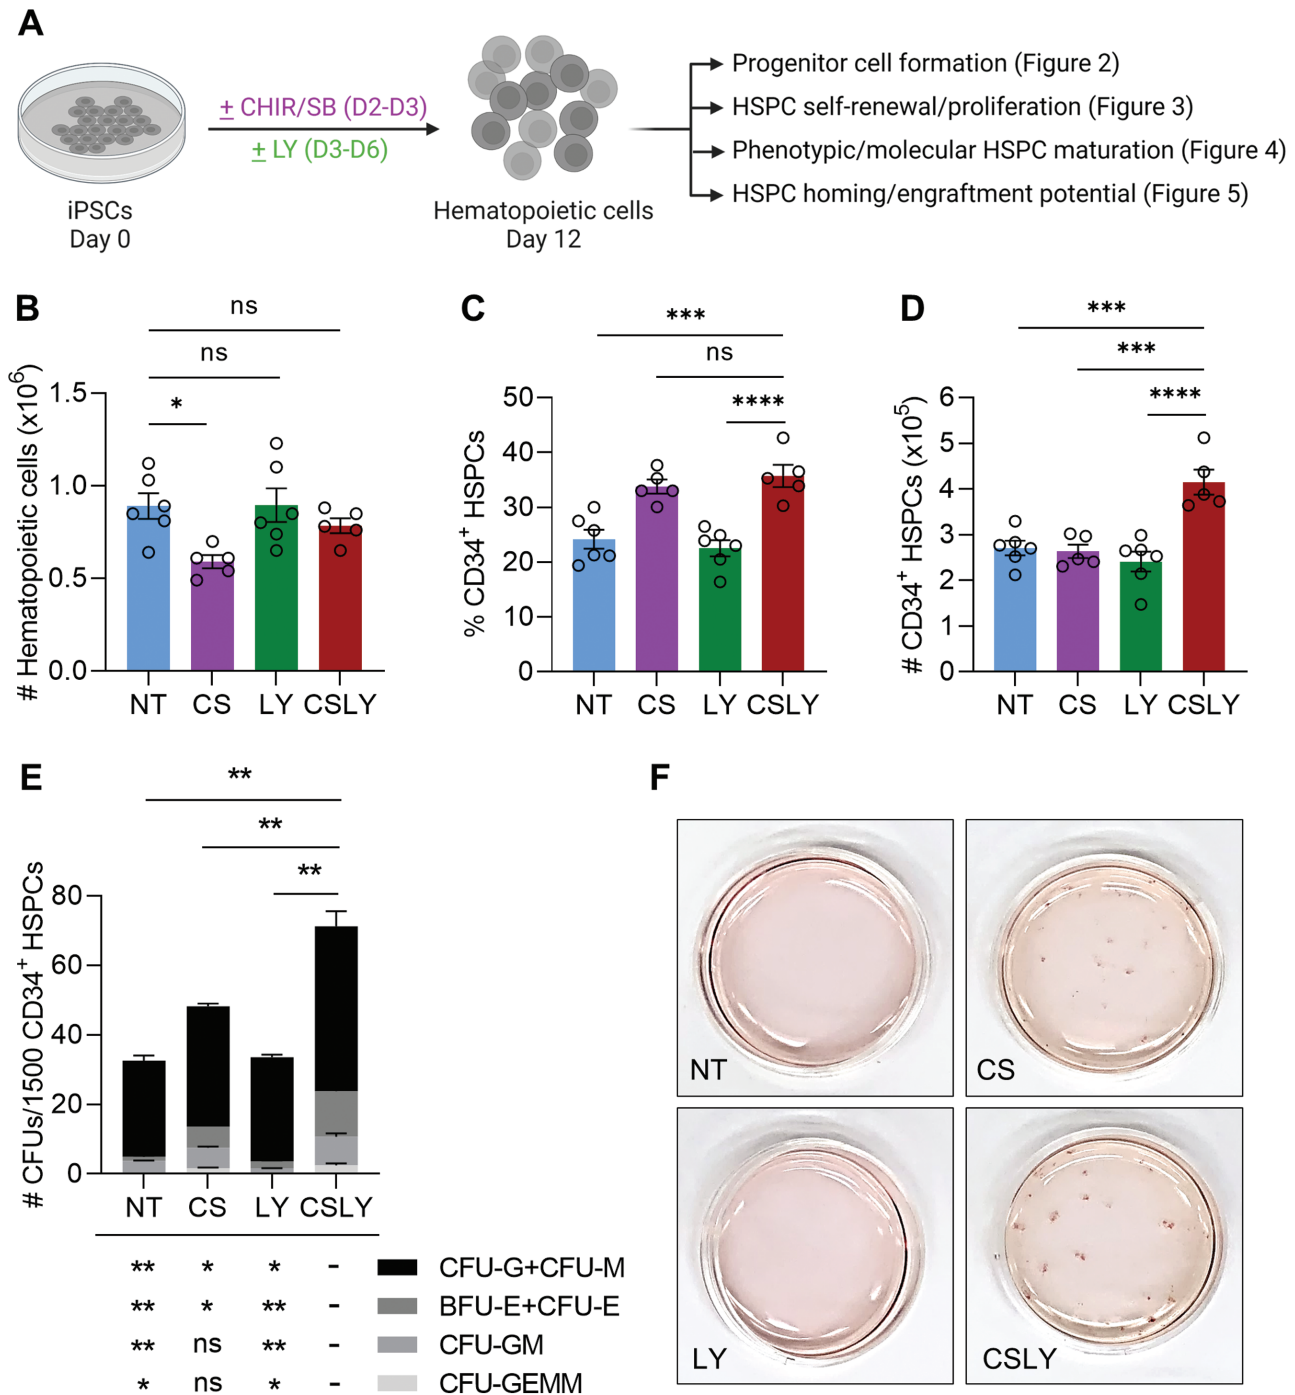 A
± CHIR/SB (D2-D3)
± LY (D3-D6)
iPSCs
Day 0
Hematopoietic cells
Day 12
Progenitor cell formation (Figure 2)
HSPC self-renewal/proliferation (Figure 3)
Phenotypic/molecular HSPC maturation (Figure 4)
HSPC homing/engraftment potential (Figure 5)
B
ns
ns
*
# Hematopoietic cells (x10⁶)
1.5
1.0
0.5
0.0
NT CS LY CSLY
C
***
ns
****
% CD34⁺ HSPCs
50
40
30
20
10
0
NT CS LY CSLY
D
***
***
****
# CD34⁺ HSPCs (x10⁵)
6
5
4
3
2
1
0
NT CS LY CSLY
E
**
**
**
# CFUs/1500 CD34⁺ HSPCs
80
60
40
20
0
NT CS LY CSLY
** * * - CFU-G+CFU-M
** * ** - BFU-E+CFU-E
** ns ** - CFU-GM
* ns * - CFU-GEMM
F
NT
CS
LY
CSLY